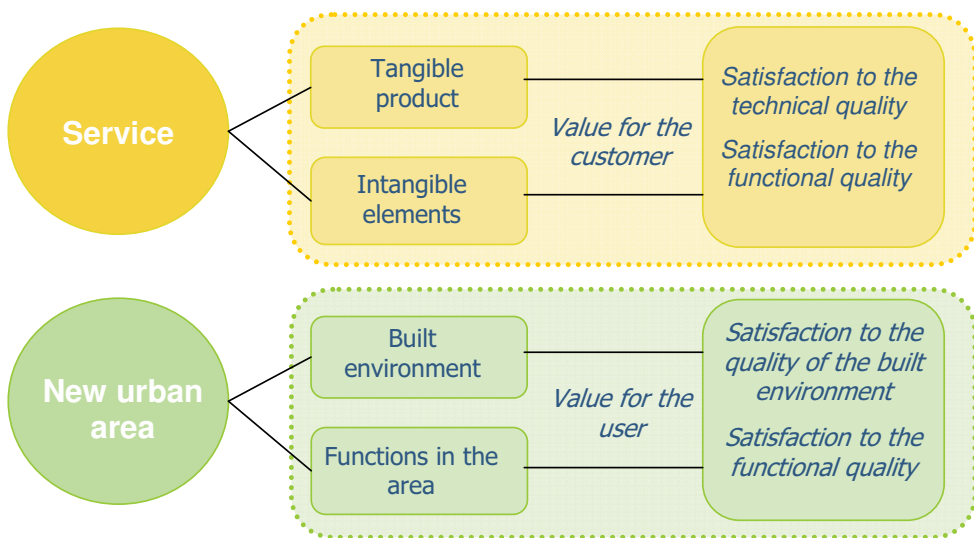 Service
Tangible
product
Intangible
elements
Value for the
customer
Satisfaction to the
technical quality
Satisfaction to the
functional quality
New urban
area
Built
environment
Functions in the
area
Value for the
user
Satisfaction to the
quality of the built
environment
Satisfaction to the
functional quality